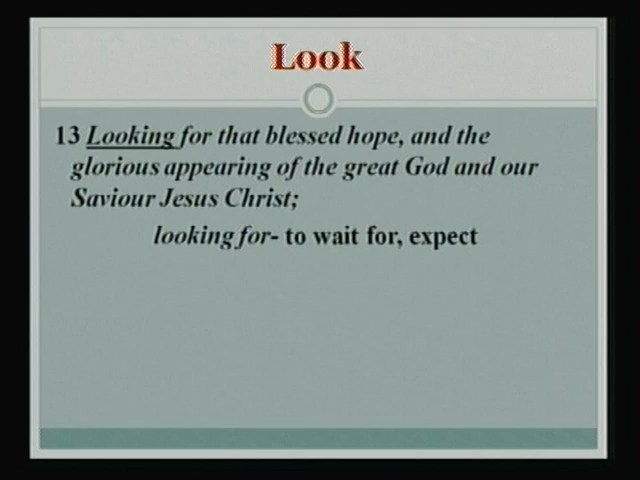 Look
13 Looking for that blessed hope, and the
glorious appearing of the great God and our
Saviour Jesus Christ;
looking for- to wait for, expect